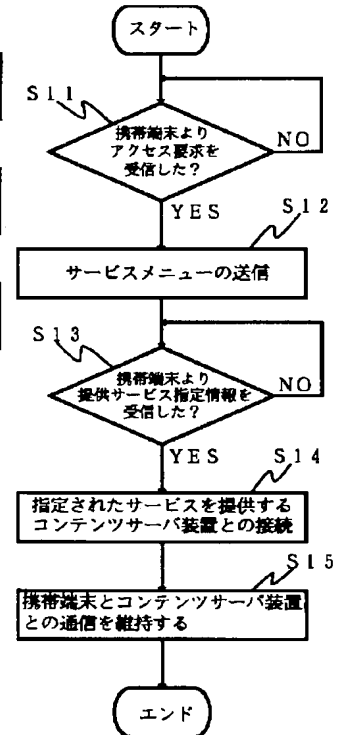 スタート
S11
携帯端末より
アクセス要求を
受信した？
NO
YES
S12
サービスメニューの送信
S13
携帯端末より
提供サービス指定情報を
受信した？
NO
YES
S14
指定されたサービスを提供する
コンテンツサーバ装置との接続
S15
携帯端末とコンテンツサーバ装置
との通信を維持する
エンド